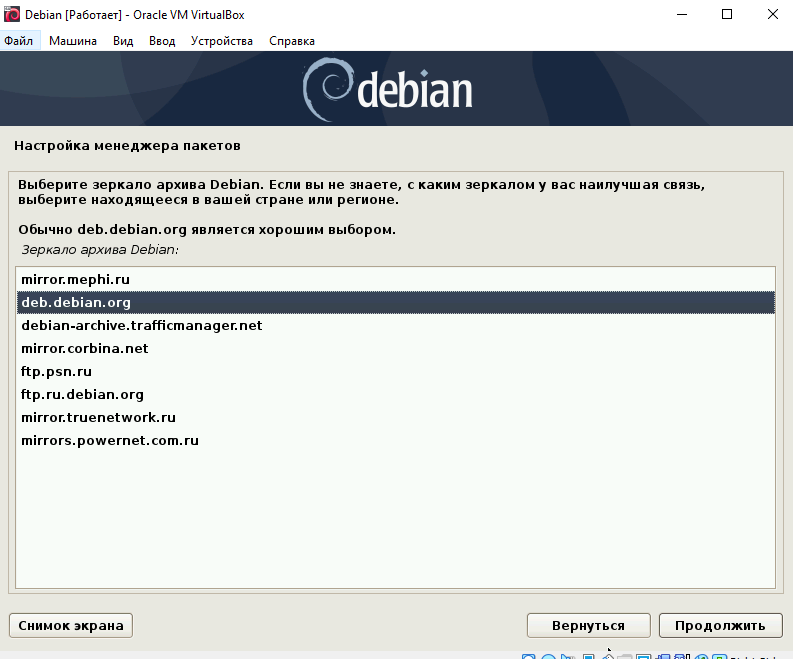 Debian [Работает] - Oracle VM VirtualBox
Файл Машина Вид Ввод Устройства Справка
debian
Настройка менеджера пакетов
Выберите зеркало архива Debian. Если вы не знаете, с каким зеркалом у вас наилучшая связь,
выберите находящееся в вашей стране или регионе.
Обычно deb.debian.org является хорошим выбором.
Зеркало архива Debian:
mirror.mephi.ru
deb.debian.org
debian-archive.trafficmanager.net
mirror.corbina.net
ftp.psn.ru
ftp.ru.debian.org
mirror.truenetwork.ru
mirrors.powernet.com.ru
Снимок экрана Вернуться Продолжить